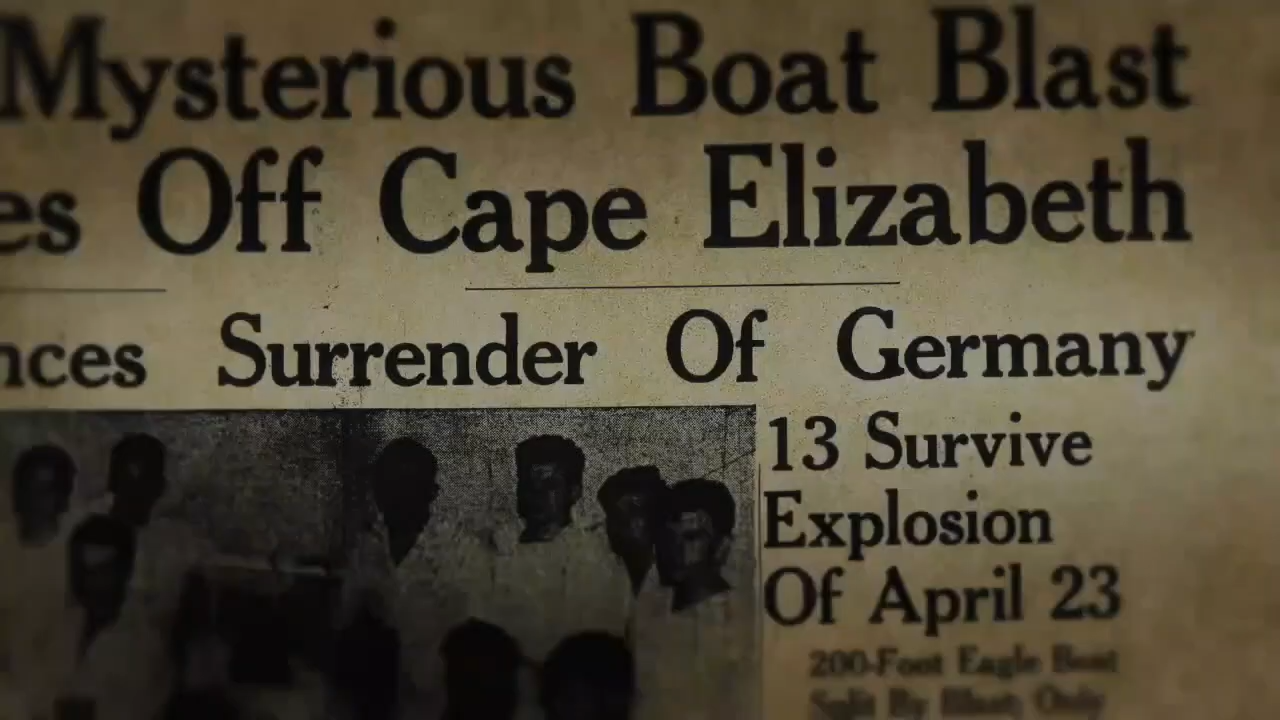 Mysterious Boat Blast
es Off Cape Elizabeth
nces Surrender Of Germany
13 Survive
Explosion
Of April 23
200-Foot Eagle Boat
Split By Blast; Only